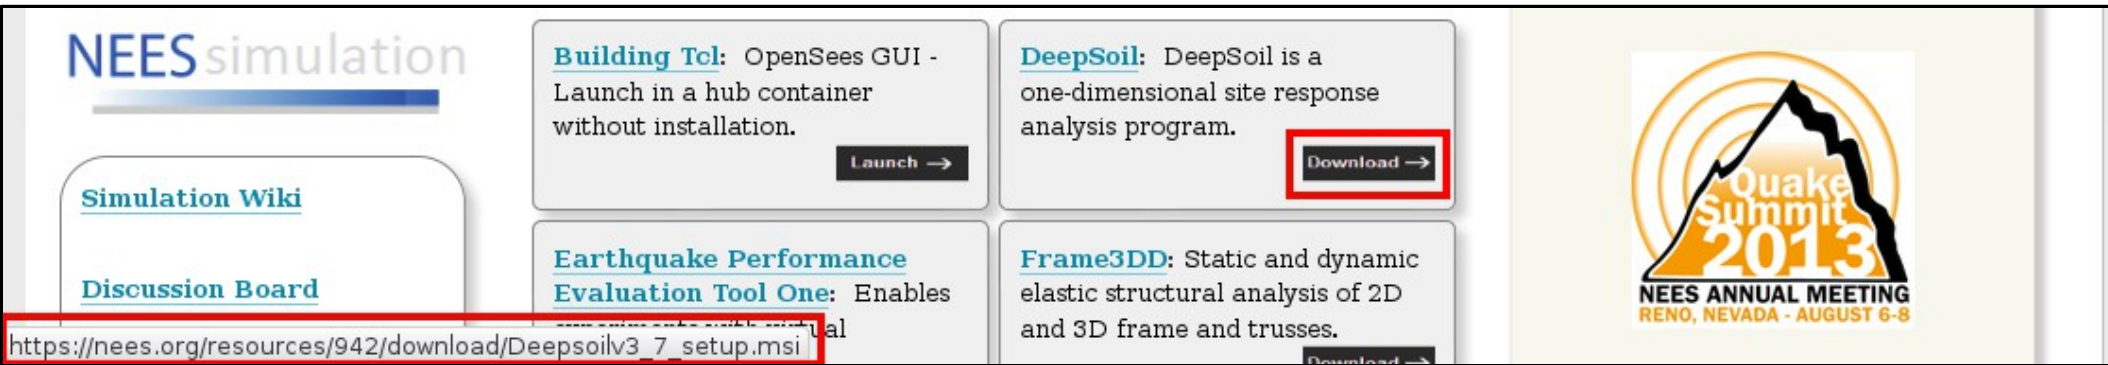 NEES simulation
Simulation Wiki
Discussion Board
https://nees.org/resources/942/download/Deepsoilv3_7_setup.msi
Building Tcl: OpenSees GUI -
Launch in a hub container
without installation.
Launch →
DeepSoil: DeepSoil is a
one-dimensional site response
analysis program.
Download →
Earthquake Performance
Evaluation Tool One: Enables
Frame3DD: Static and dynamic
elastic structural analysis of 2D
and 3D frame and trusses.
Download →
Quake
Summit
2013
NEES ANNUAL MEETING
RENO, NEVADA - AUGUST 6-8